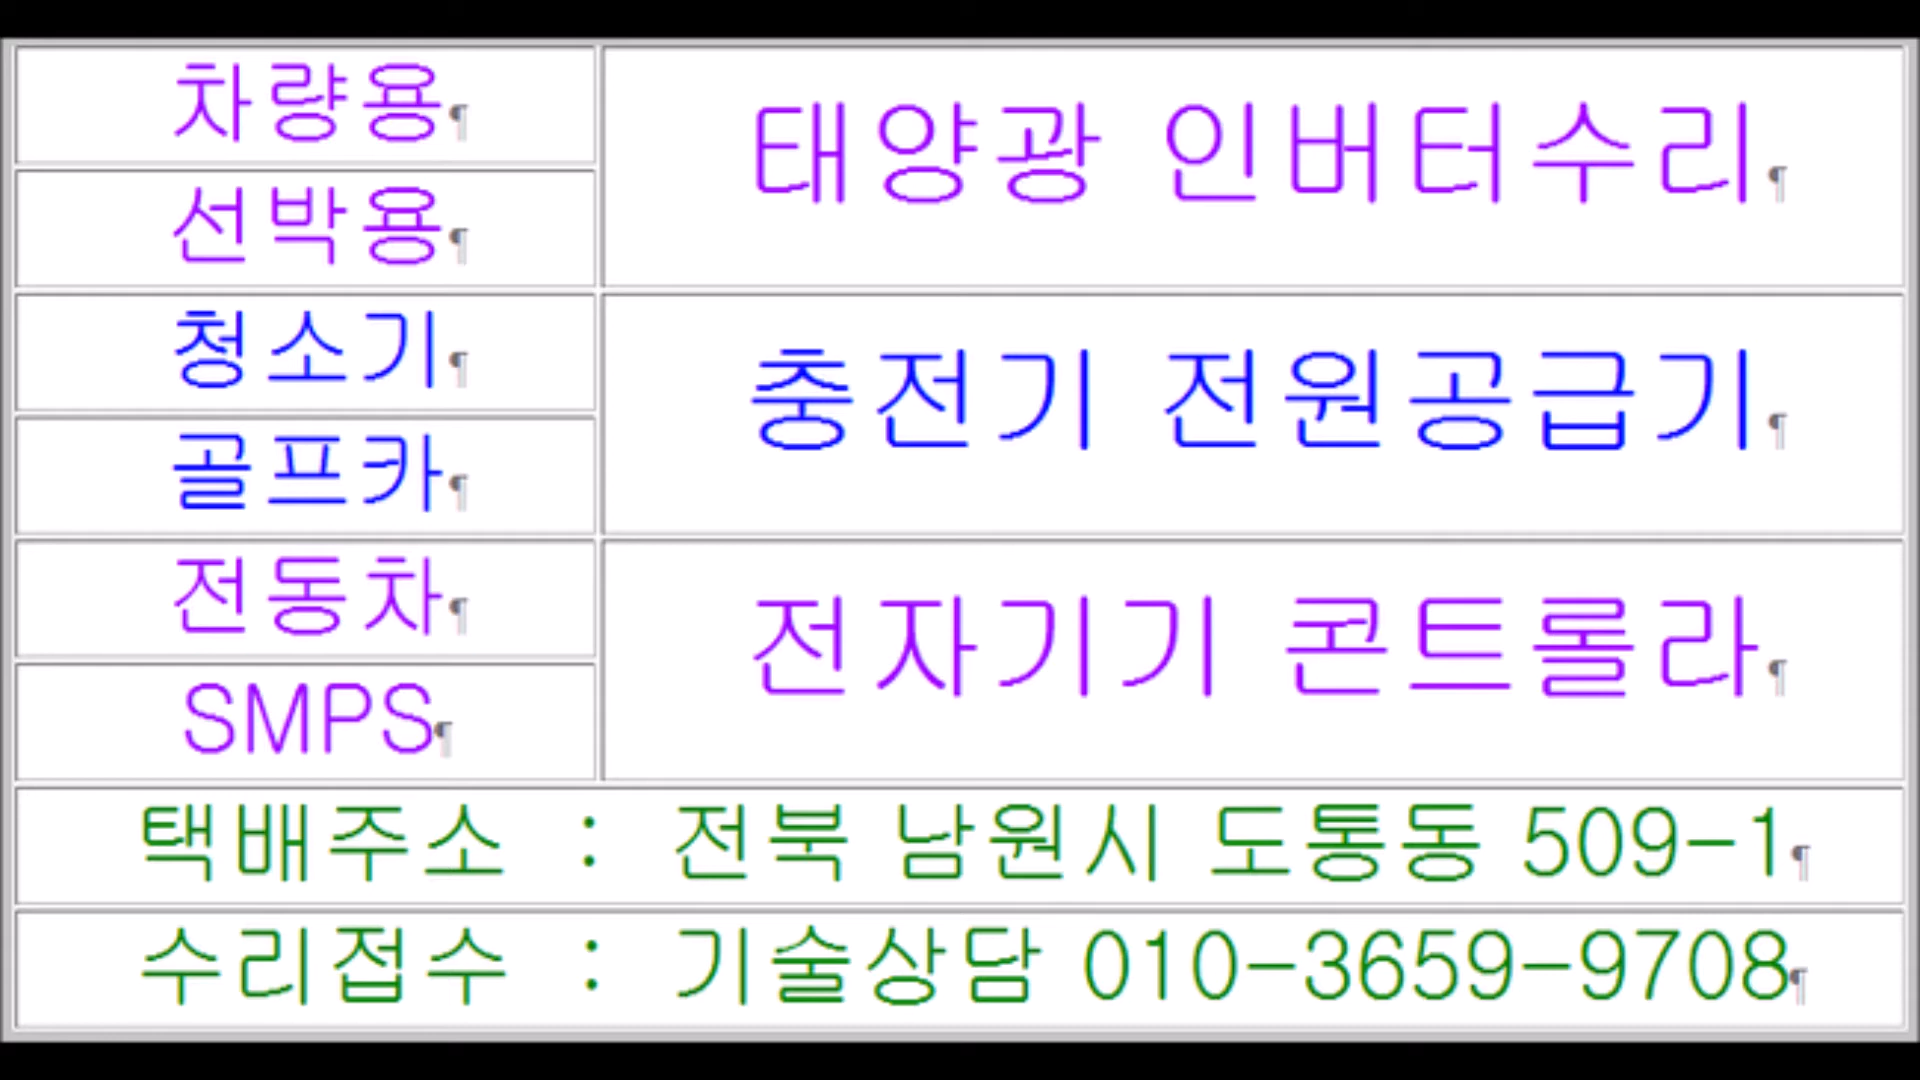 차량용
태양광 인버터수리
선박용
청소기
충전기 전원공급기
골프카
전동차
전자기기 콘트롤라
SMPS
택배주소 : 전북 남원시 도통동 509-1
수리접수 : 기술상담 010-3659-9708